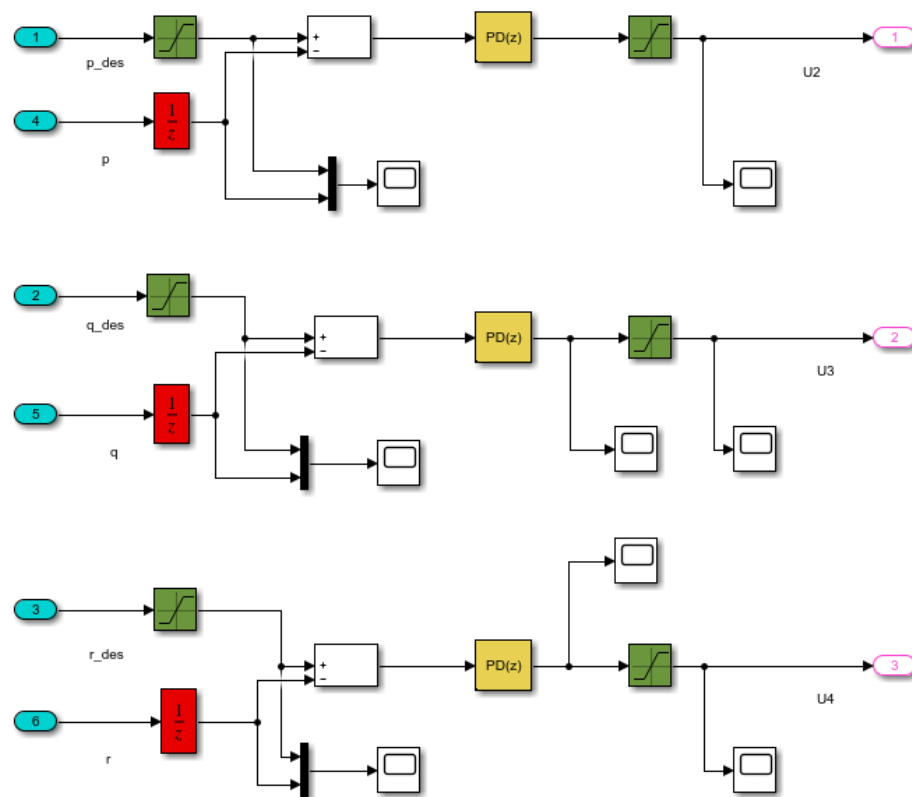 1
p_des
+
−
PD(z)
1
U2
4
1
z
p
2
q_des
+
−
PD(z)
2
U3
5
1
z
q
3
r_des
+
−
PD(z)
3
U4
6
1
z
r